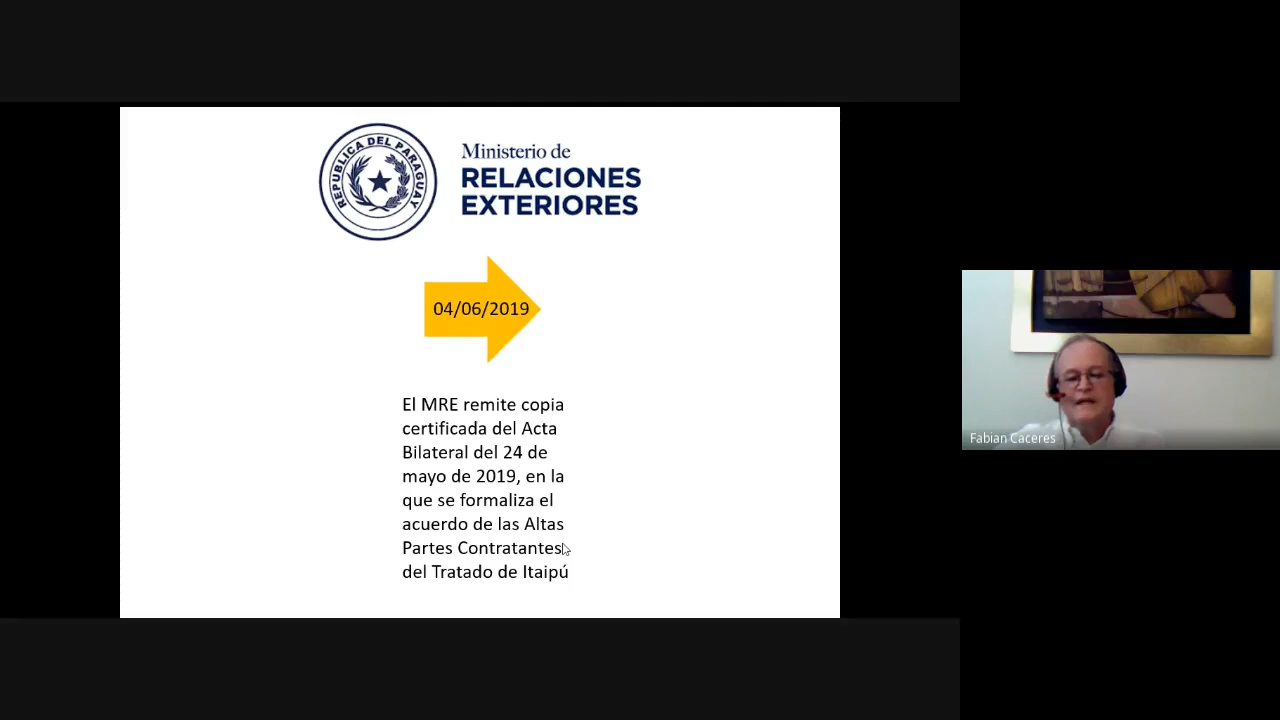 REPUBLICA DEL PARAGUAY
Ministerio de
RELACIONES
EXTERIORES
04/06/2019
El MRE remite copia
certificada del Acta
Bilateral del 24 de
mayo de 2019, en la
que se formaliza el
acuerdo de las Altas
Partes Contratantes
del Tratado de Itaipú
Fabian Caceres